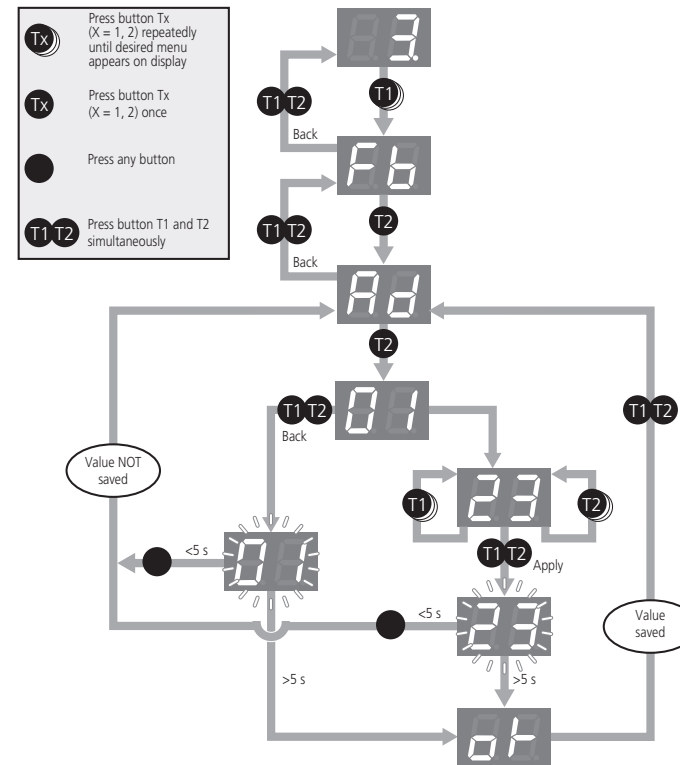 Tx
Press button Tx
(X = 1, 2) repeatedly
until desired menu
appears on display
Tx
Press button Tx
(X = 1, 2) once
Press any button
T1 T2
Press button T1 and T2
simultaneously
3.
T1 T2
T1
Back
Fb
T1 T2
T2
Back
Ad
T2
01
T1 T2
Back
T1 T2
Value NOT
saved
23
T1
T2
T1 T2
Apply
01
<5 s
23
<5 s
Value
saved
>5 s
>5 s
ok